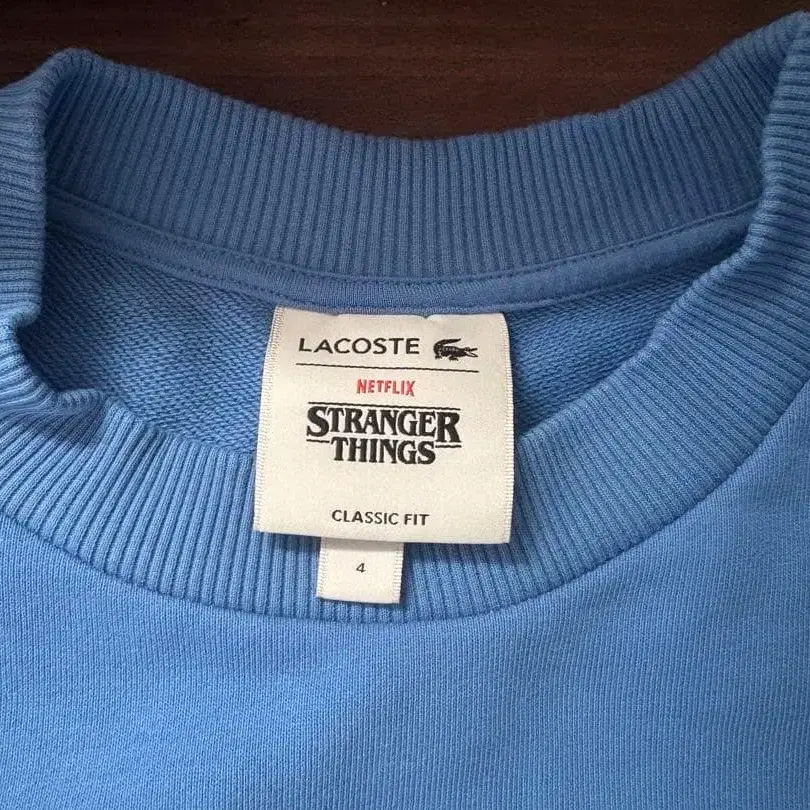 LACOSTE
NETFLIX
STRANGER
THINGS
CLASSIC FIT
4